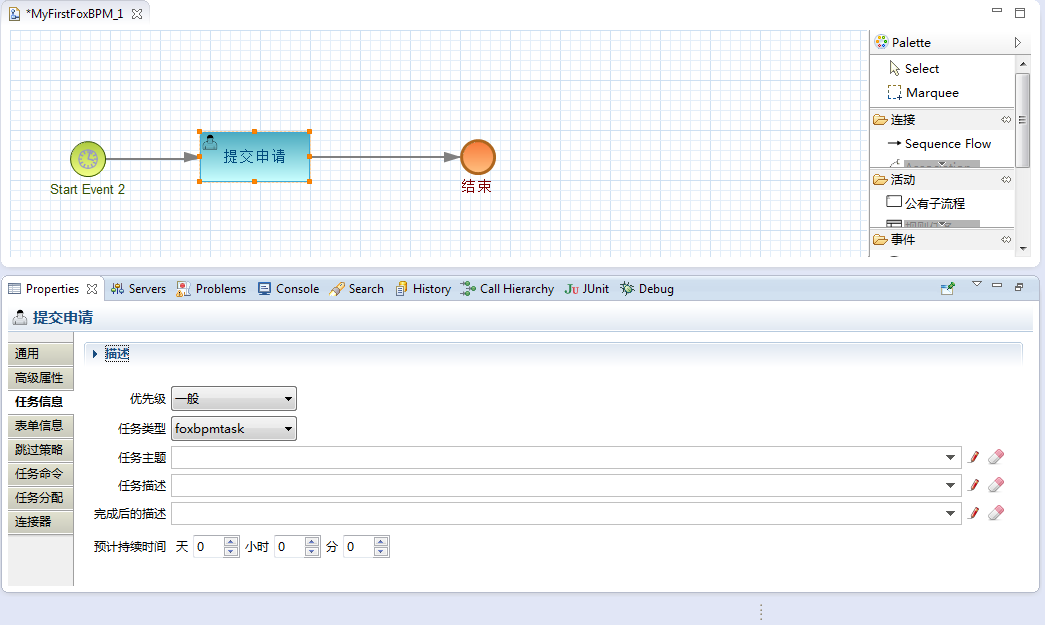 *MyFirstFoxBPM_1
Palette
Select
Marquee
连接
Sequence Flow
活动
公有子流程
事件
提交申请
Start Event 2
结束
Properties Servers Problems Console Search History Call Hierarchy JUnit Debug
提交申请
通用
高级属性
任务信息
表单信息
跳过策略
任务命令
任务分配
连接器
描述
优先级 一般
任务类型 foxbpmtask
任务主题
任务描述
完成后的描述
预计持续时间 天 0 小时 0 分 0